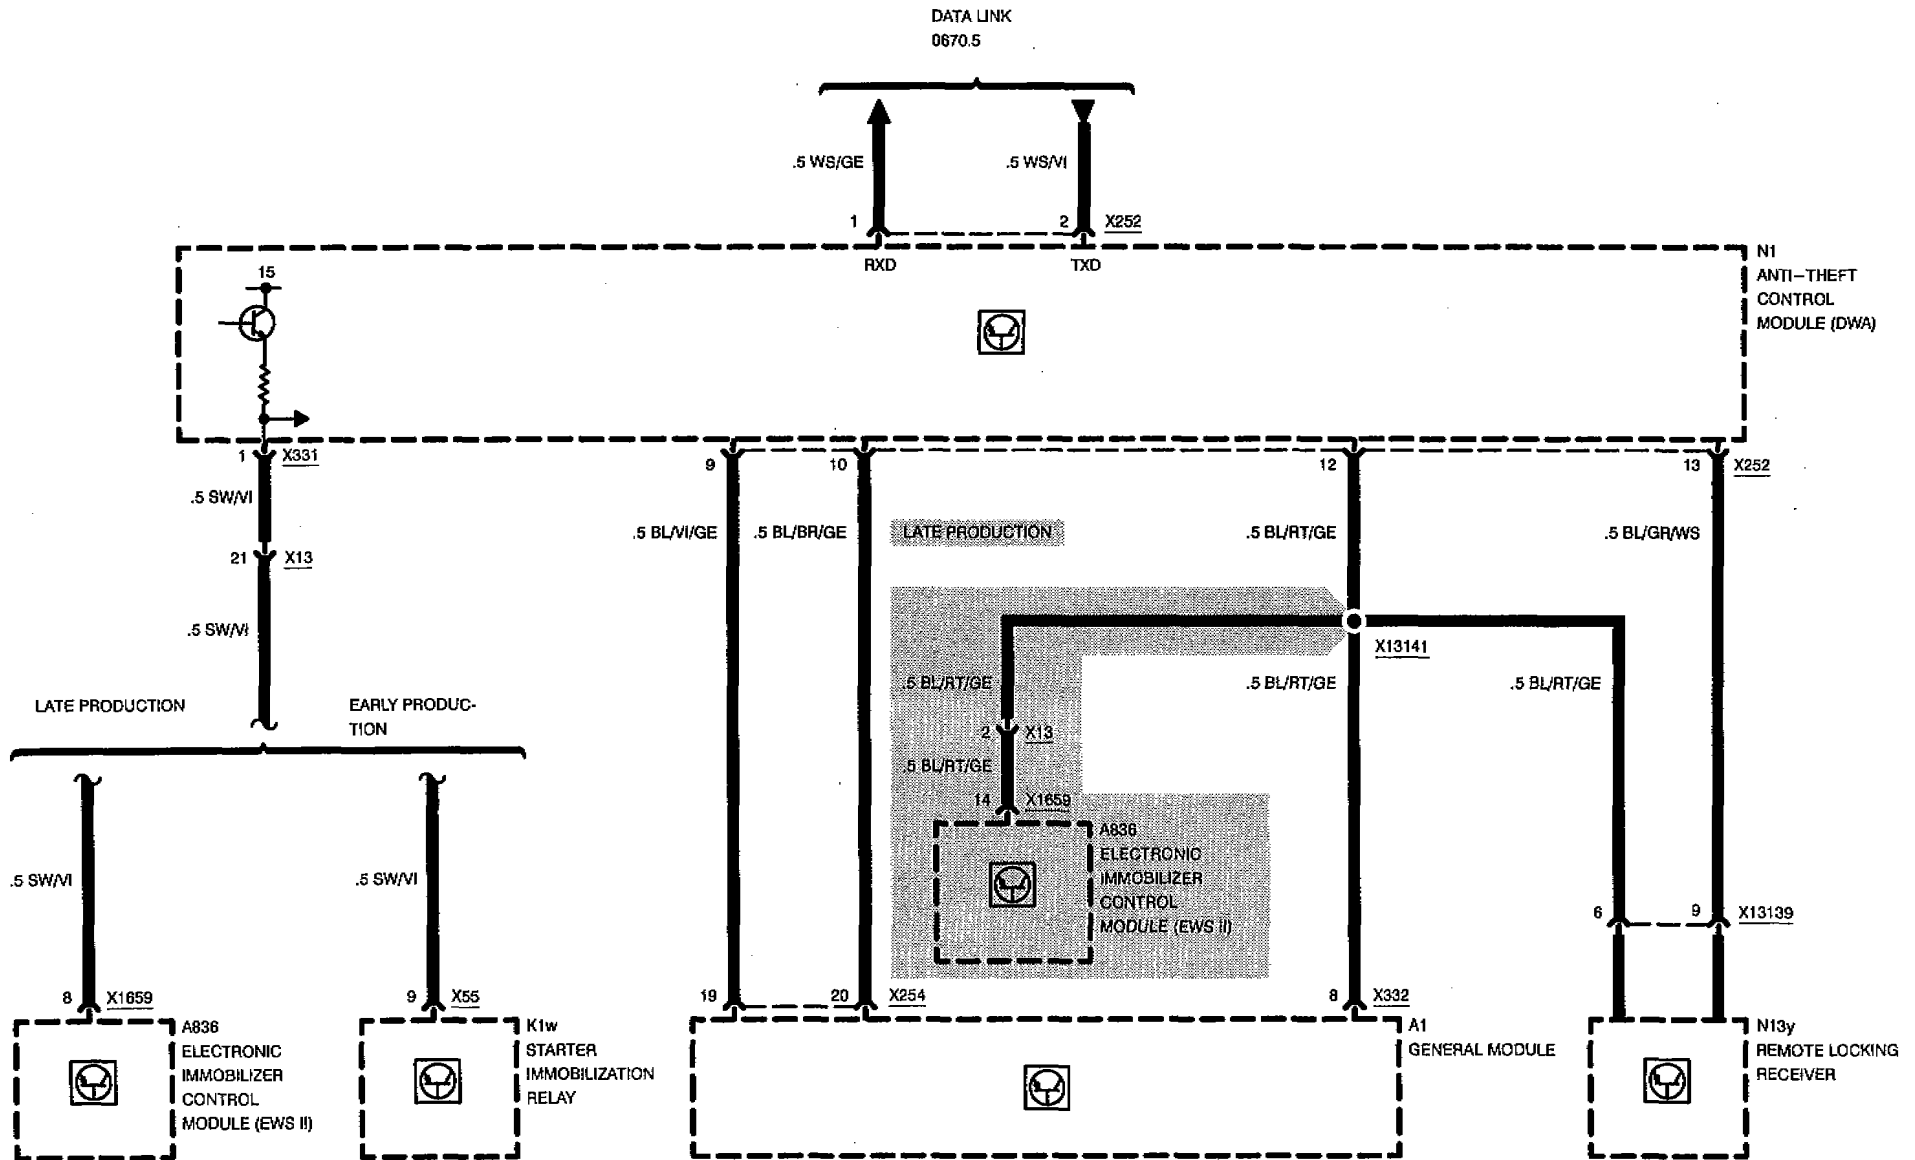 DATA LINK
0670.5
.5 WS/GE
.5 WS/VI
1
2
X252
RXD
TXD
N1
ANTI-THEFT
CONTROL
MODULE (DWA)
15
1
X331
9
10
12
13
X252
.5 SW/VI
.5 BL/VI/GE
.5 BL/BR/GE
LATE PRODUCTION
.5 BL/RT/GE
.5 BL/GR/WS
21
X13
.5 SW/VI
X13141
.5 BL/RT/GE
.5 BL/RT/GE
.5 BL/RT/GE
LATE PRODUCTION
EARLY PRODUC-
TION
2
X13
.5 BL/RT/GE
14
X1659
A836
ELECTRONIC
IMMOBILIZER
CONTROL
MODULE (EWS II)
.5 SW/VI
.5 SW/VI
6
9
X13139
8
X1659
9
X55
19
20
X254
8
X332
A836
ELECTRONIC
IMMOBILIZER
CONTROL
MODULE (EWS II)
K1w
STARTER
IMMOBILIZATION
RELAY
A1
GENERAL MODULE
N13y
REMOTE LOCKING
RECEIVER